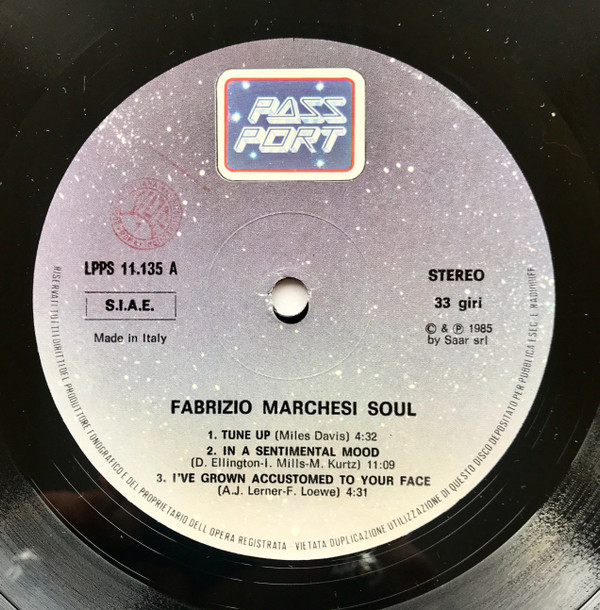 PASS
PORT
LPPS 11.135 A
S.I.A.E.
Made in Italy
STEREO
33 giri
© & ℗ 1985
by Saar srl
FABRIZIO MARCHESI SOUL
1. TUNE UP (Miles Davis) 4:32
2. IN A SENTIMENTAL MOOD
(D. Ellington-I. Mills-M. Kurtz) 11:09
3. I'VE GROWN ACCUSTOMED TO YOUR FACE
(A.J. Lerner-F. Loewe) 4:31
RISERVATI TUTTI I DIRITTI DEL PRODUTTORE FONOGRAFICO E DEL PROPRIETARIO DELL OPERA REGISTRATA - VIETATA DUPLICAZIONE UTILIZZAZIONE DI QUESTO DISCO DEPOSITATO PER PUBBLICA ESEC. E RADIODIFF